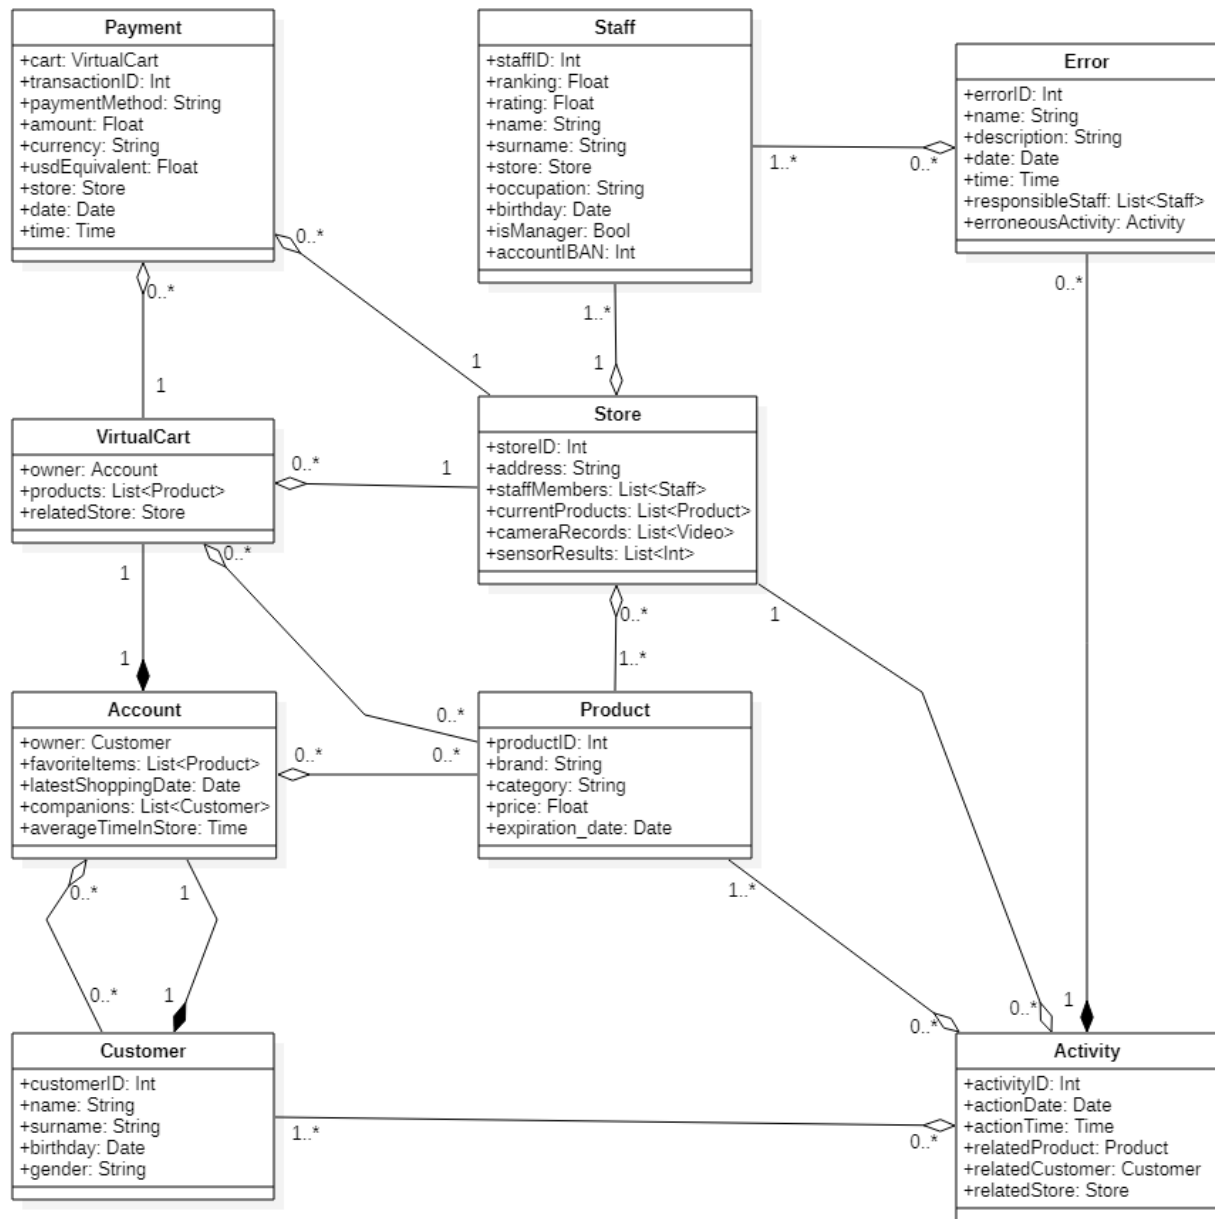 Payment
+cart: VirtualCart
+transactionID: Int
+paymentMethod: String
+amount: Float
+currency: String
+usdEquivalent: Float
+store: Store
+date: Date
+time: Time
Staff
+staffID: Int
+ranking: Float
+rating: Float
+name: String
+surname: String
+store: Store
+occupation: String
+birthday: Date
+isManager: Bool
+accountIBAN: Int
Error
+errorID: Int
+name: String
+description: String
+date: Date
+time: Time
+responsibleStaff: List<Staff>
+erroneousActivity: Activity
1..*
0..*
0..*
0..*
0..*
1..*
1
1
1
VirtualCart
+owner: Account
+products: List<Product>
+relatedStore: Store
0..*
1
Store
+storeID: Int
+address: String
+staffMembers: List<Staff>
+currentProducts: List<Product>
+cameraRecords: List<Video>
+sensorResults: List<Int>
0..*
1
1
0..*
1..*
1
0..*
0..*
0..*
Account
+owner: Customer
+favoriteItems: List<Product>
+latestShoppingDate: Date
+companions: List<Customer>
+averageTimeInStore: Time
Product
+productID: Int
+brand: String
+category: String
+price: Float
+expiration_date: Date
0..*
1
1..*
0..*
1
0..*
1
0..*
Customer
+customerID: Int
+name: String
+surname: String
+birthday: Date
+gender: String
1..*
0..*
Activity
+activityID: Int
+actionDate: Date
+actionTime: Time
+relatedProduct: Product
+relatedCustomer: Customer
+relatedStore: Store